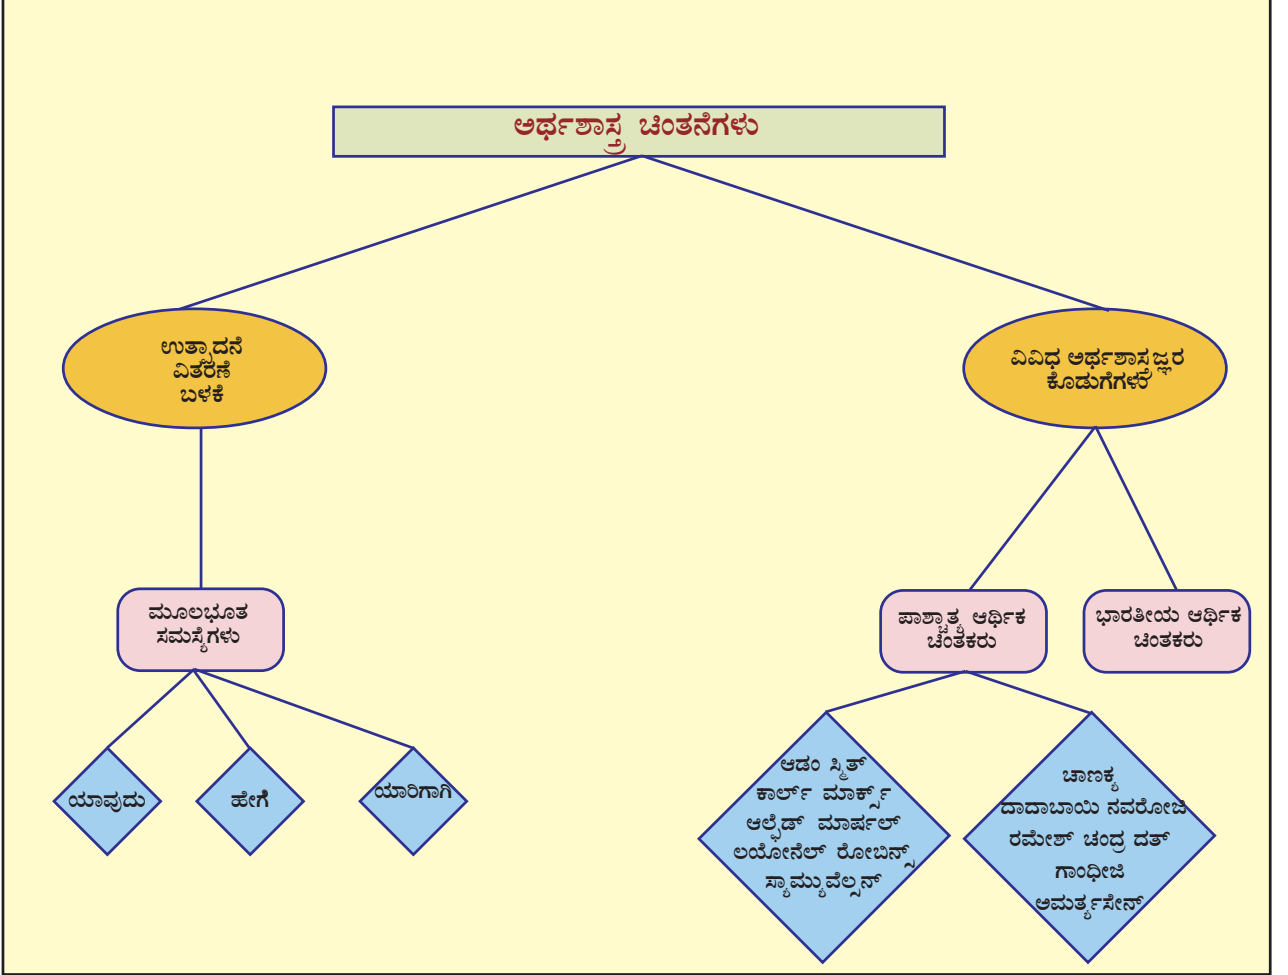 ಅರ್ಥಶಾಸ್ತ್ರ ಚಿಂತನೆಗಳು
ಉತ್ಪಾದನೆ
ವಿತರಣೆ
ಬಳಕೆ
ವಿವಿಧ ಅರ್ಥಶಾಸ್ತ್ರಜ್ಞರ
ಕೊಡುಗೆಗಳು
ಮೂಲಭೂತ
ಸಮಸ್ಯೆಗಳು
ಪಾಶ್ಚಾತ್ಯ ಆರ್ಥಿಕ
ಚಿಂತಕರು
ಭಾರತೀಯ ಆರ್ಥಿಕ
ಚಿಂತಕರು
ಯಾವುದು
ಹೇಗೆ
ಯಾರಿಗಾಗಿ
ಆಡಂ ಸ್ಮಿತ್
ಕಾರ್ಲ್ ಮಾರ್ಕ್ಸ್
ಆಲ್ಫ್ರೆಡ್ ಮಾರ್ಷಲ್
ಲಯೋನೆಲ್ ರೋಬಿನ್ಸ್
ಸ್ಯಾಮ್ಯುವೆಲ್ಸನ್
ಚಾಣಕ್ಯ
ದಾದಾಬಾಯಿ ನವರೋಜಿ
ರಮೇಶ್ ಚಂದ್ರ ದತ್
ಗಾಂಧೀಜಿ
ಅಮರ್ತ್ಯಸೇನ್